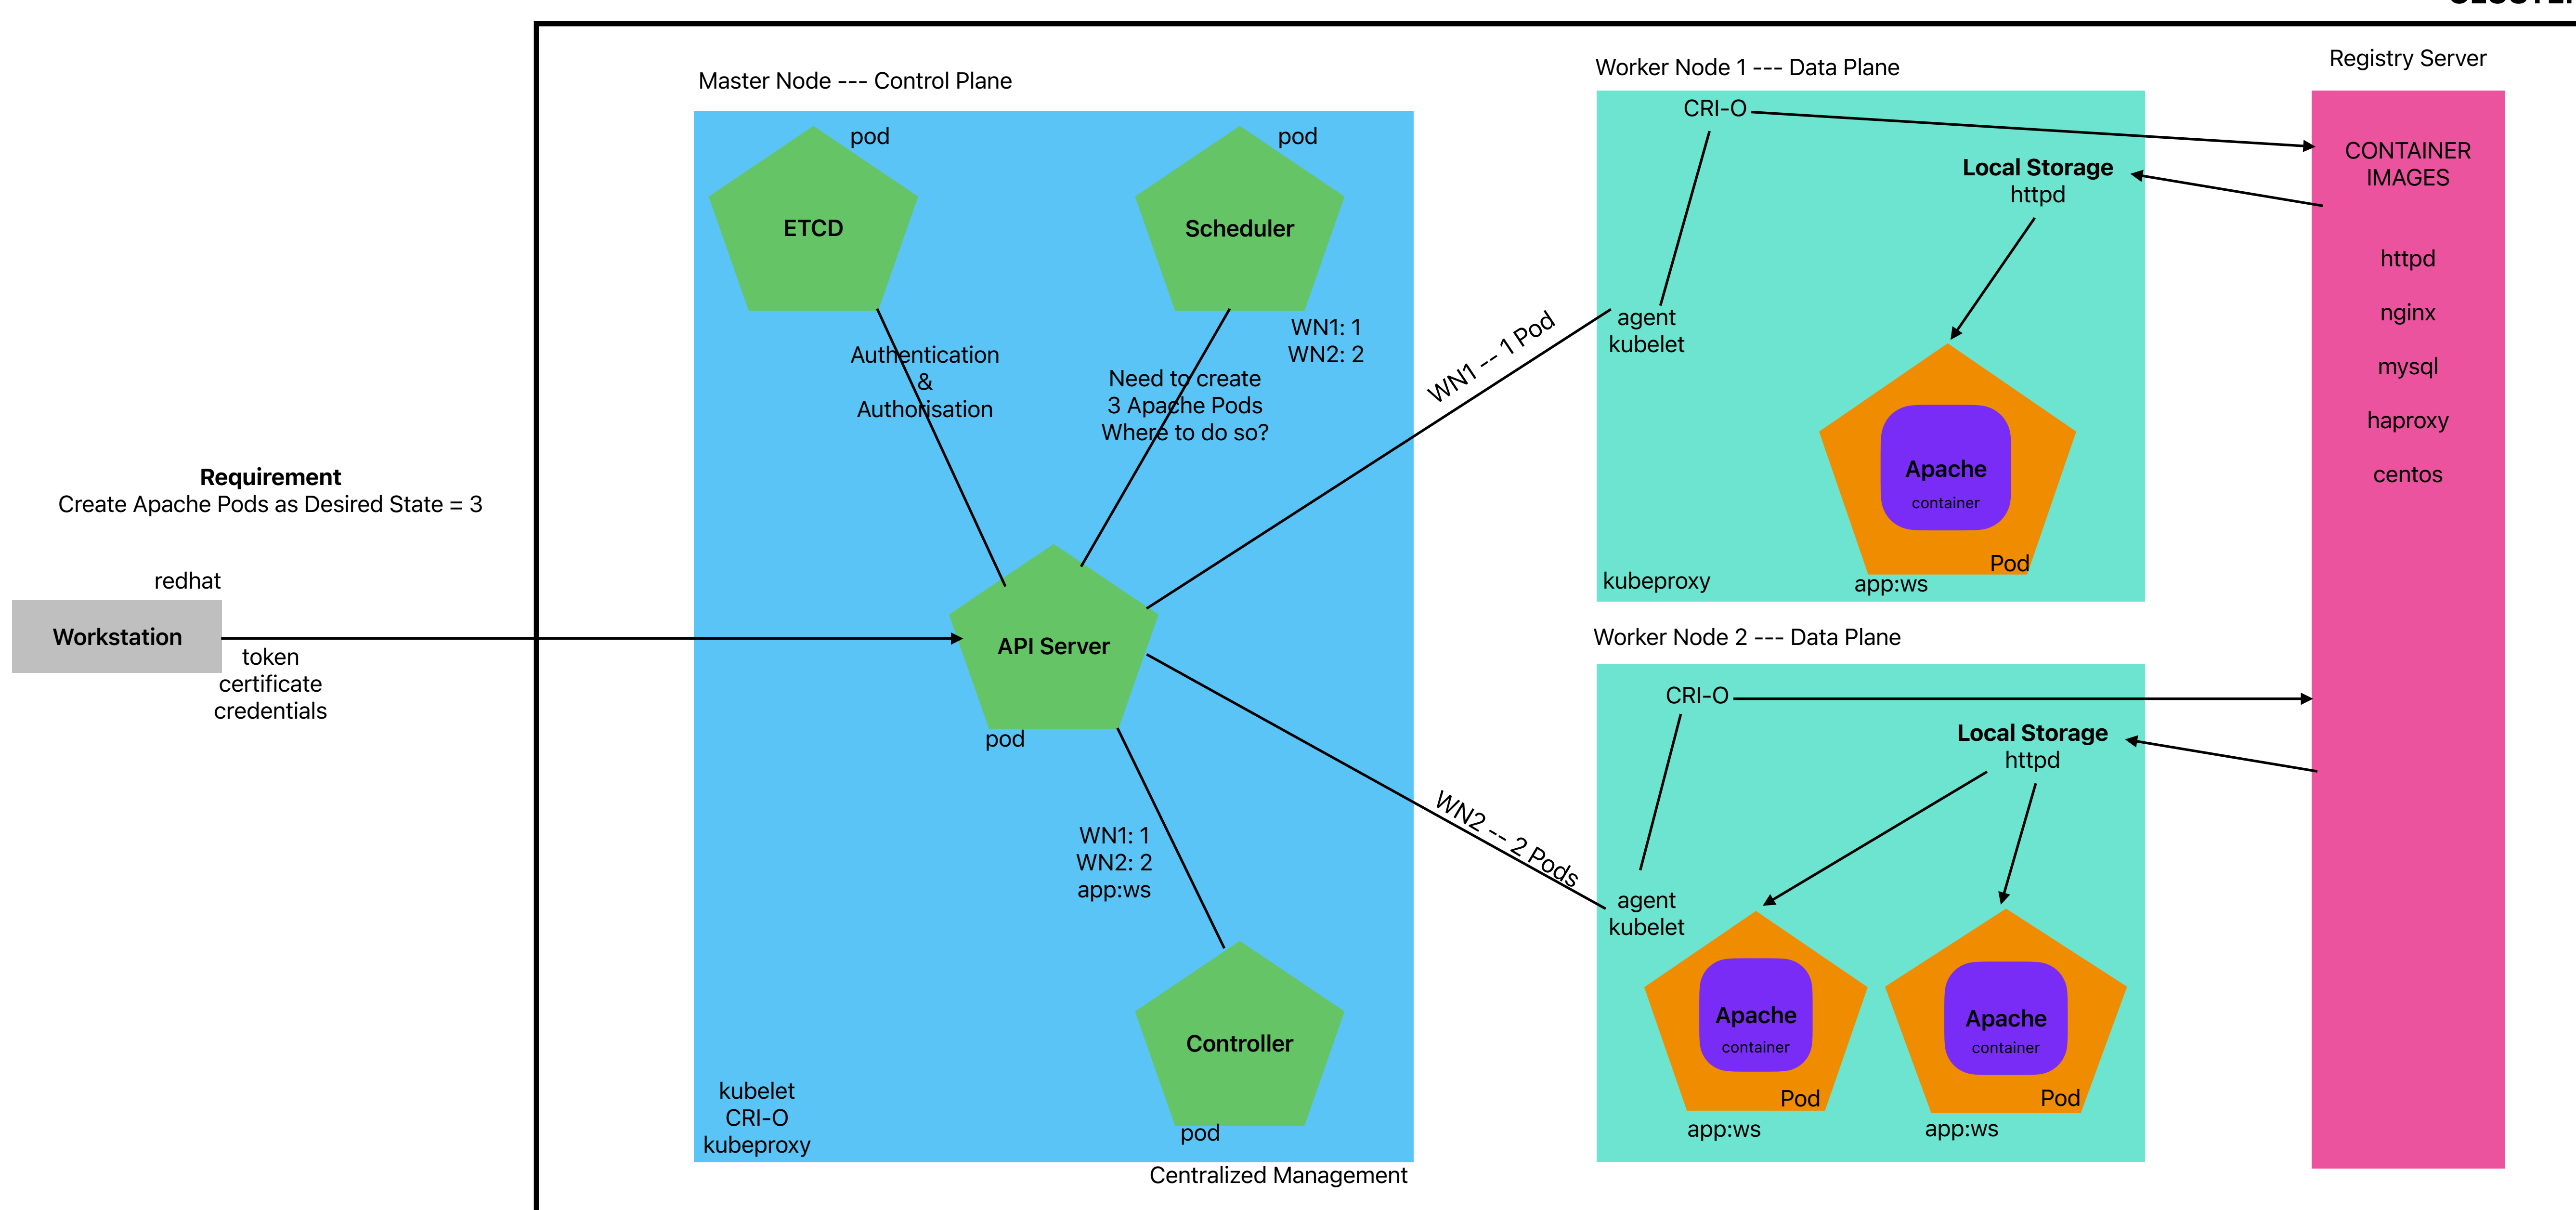 CLUSTER
Master Node --- Control Plane
pod
ETCD
pod
Scheduler
Authentication
&
Authorisation
WN1: 1
WN2: 2
Need to create
3 Apache Pods
Where to do so?
Requirement
Create Apache Pods as Desired State = 3
redhat
Workstation
token
certificate
credentials
API Server
pod
WN1: 1
WN2: 2
app:ws
Controller
pod
kubelet
CRI-O
kubeproxy
Centralized Management
WN1 -- 1 Pod
WN2 -- 2 Pods
Worker Node 1 --- Data Plane
CRI-O
Local Storage
httpd
agent
kubelet
Apache
container
Pod
app:ws
kubeproxy
Worker Node 2 --- Data Plane
CRI-O
Local Storage
httpd
agent
kubelet
Apache
container
Pod
app:ws
Apache
container
Pod
app:ws
Registry Server
CONTAINER
IMAGES
httpd
nginx
mysql
haproxy
centos